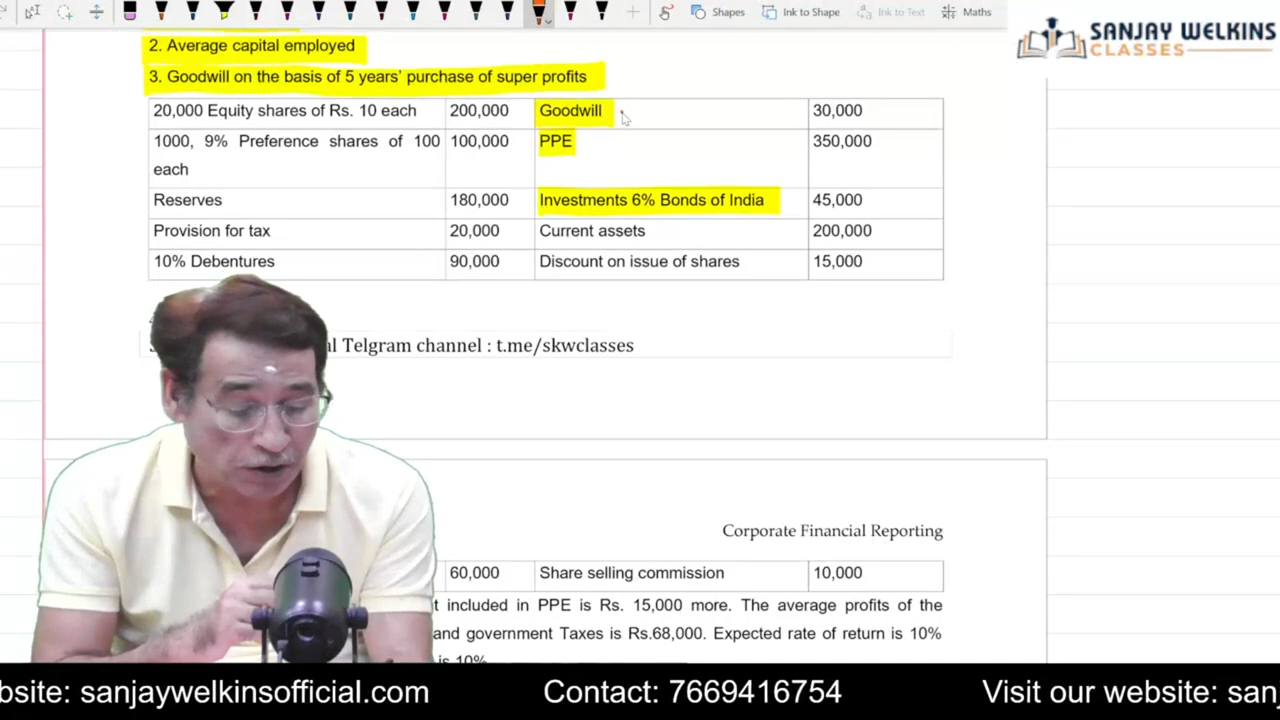 Shapes Ink to Shape Ink to Text Maths
SANJAY WELKINS
CLASSES
2. Average capital employed
3. Goodwill on the basis of 5 years' purchase of super profits
20,000 Equity shares of Rs. 10 each 200,000 Goodwill 30,000
1000, 9% Preference shares of 100 100,000 PPE 350,000
each
Reserves 180,000 Investments 6% Bonds of India 45,000
Provision for tax 20,000 Current assets 200,000
10% Debentures 90,000 Discount on issue of shares 15,000
Telgram channel : t.me/skwclasses
Corporate Financial Reporting
60,000 Share selling commission 10,000
included in PPE is Rs. 15,000 more. The average profits of the
and government Taxes is Rs.68,000. Expected rate of return is 10%
is 10%
bsite: sanjaywelkinsofficial.com Contact: 7669416754 Visit our website: sanj